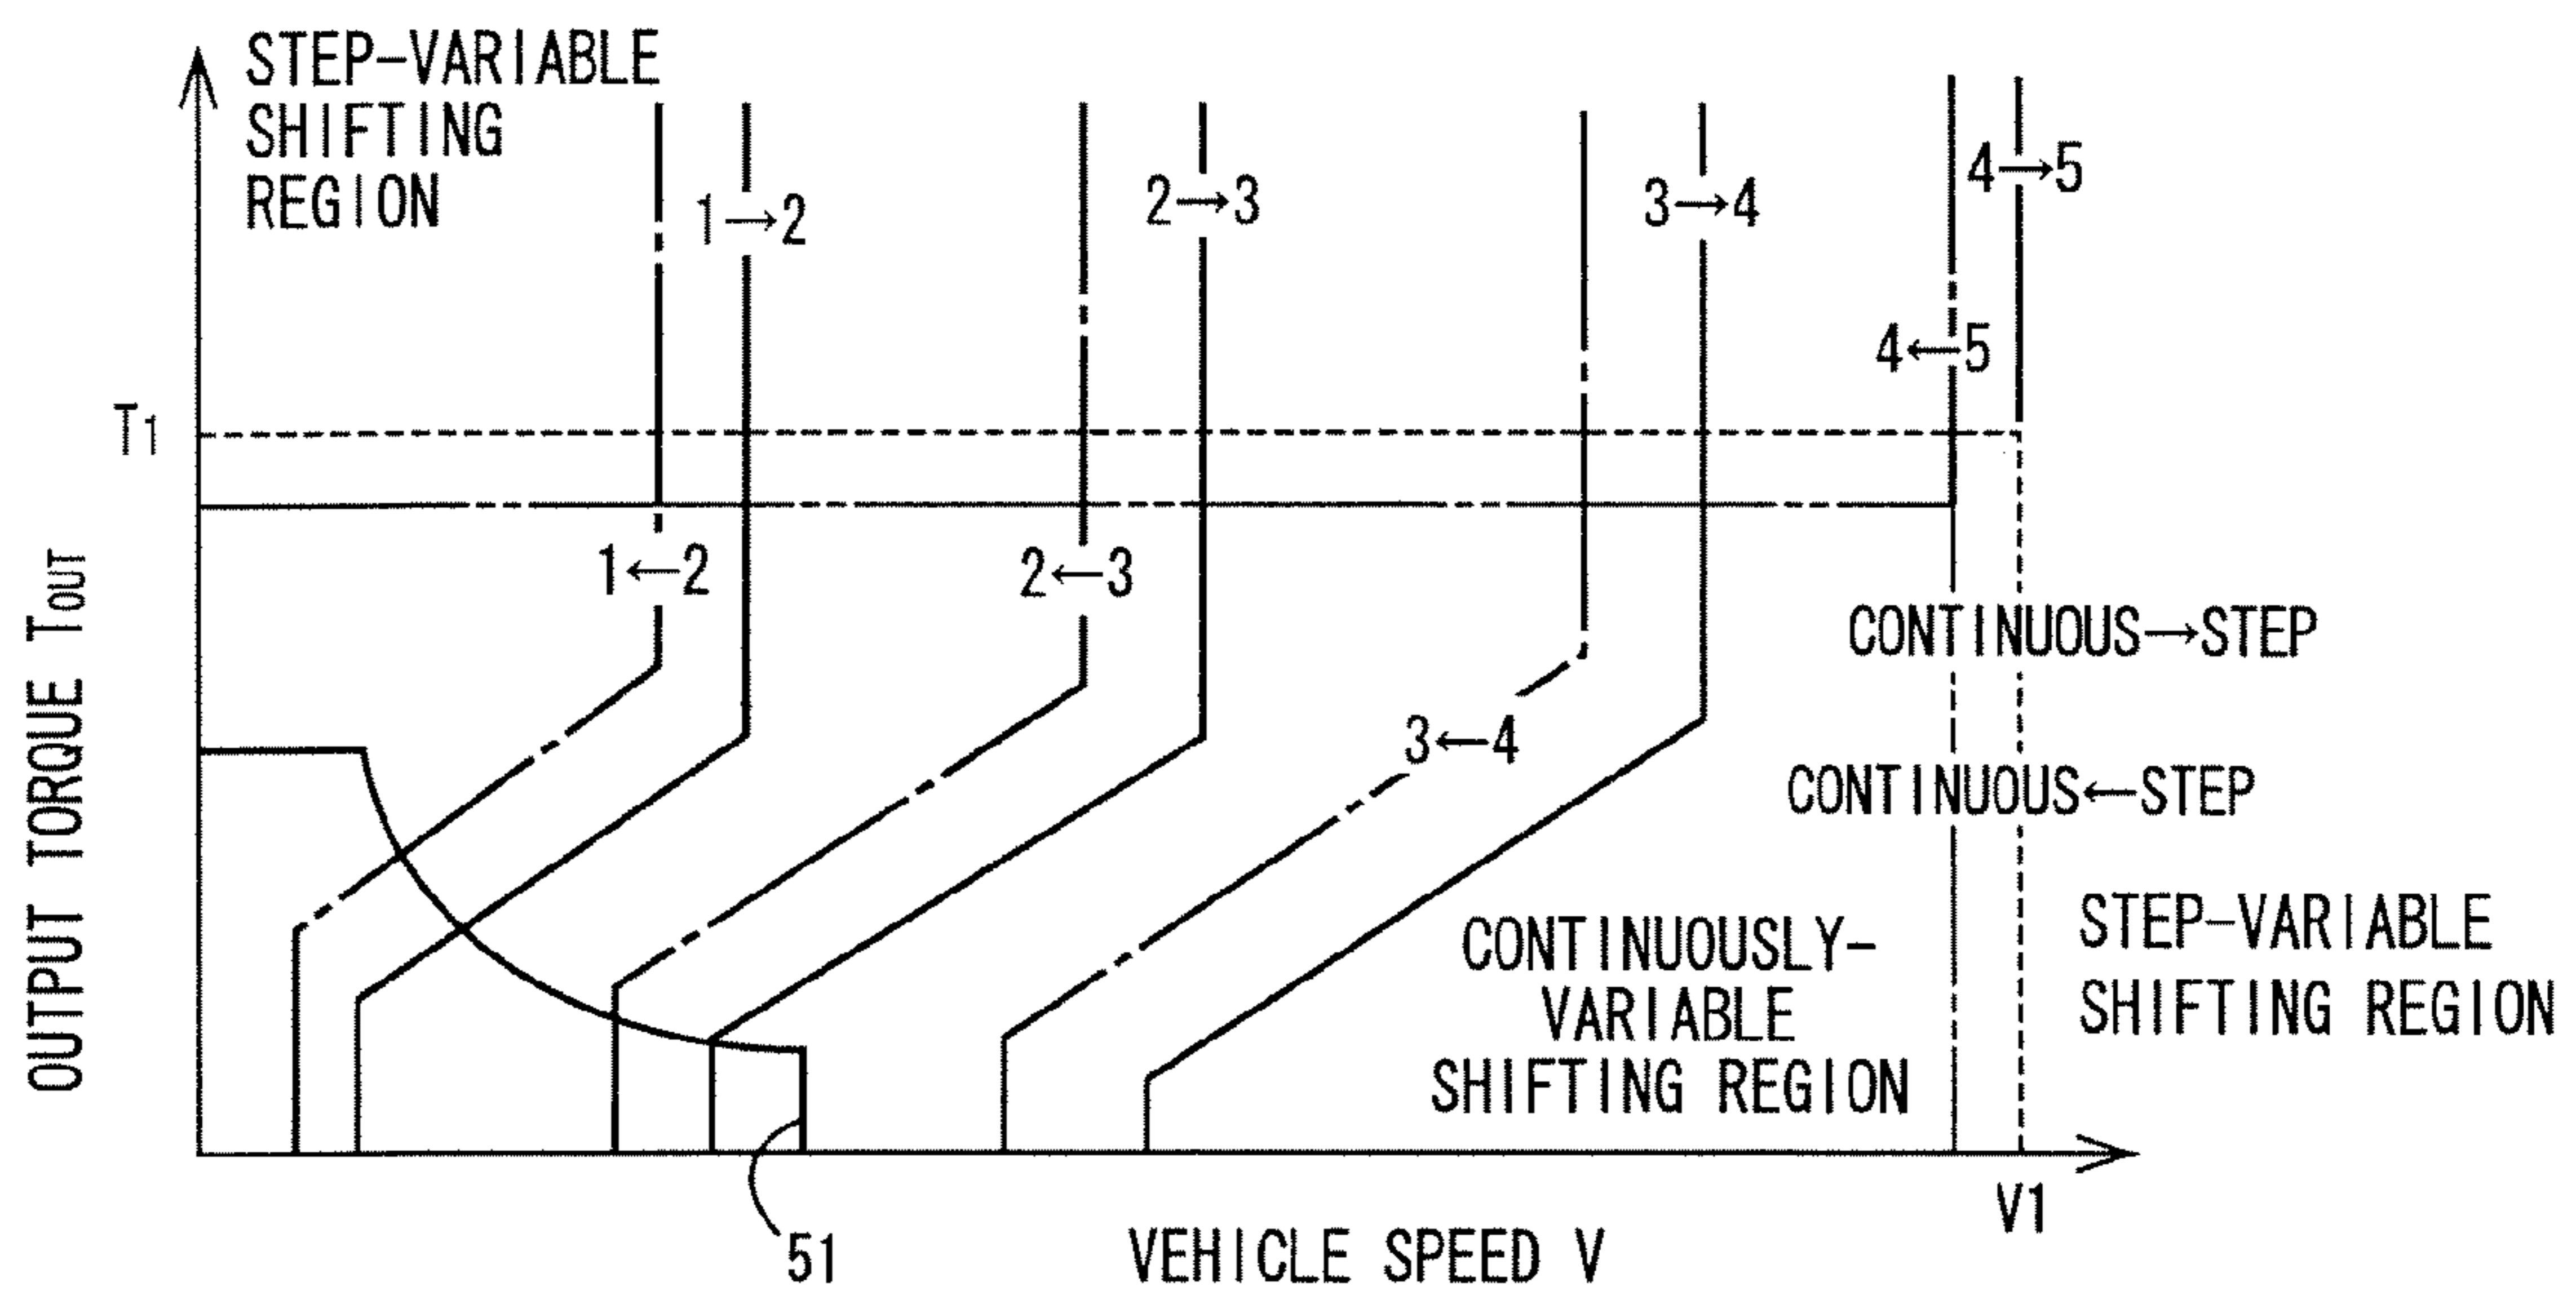 STEP-VARIABLE
SHIFTING
REGION
1→2
2→3
3→4
4→5
4←5
T1
1←2
2←3
3←4
CONTINUOUS→STEP
CONTINUOUS←STEP
OUTPUT TORQUE TOUT
CONTINUOUSLY-
VARIABLE
SHIFTING REGION
STEP-VARIABLE
SHIFTING REGION
V1
51
VEHICLE SPEED V